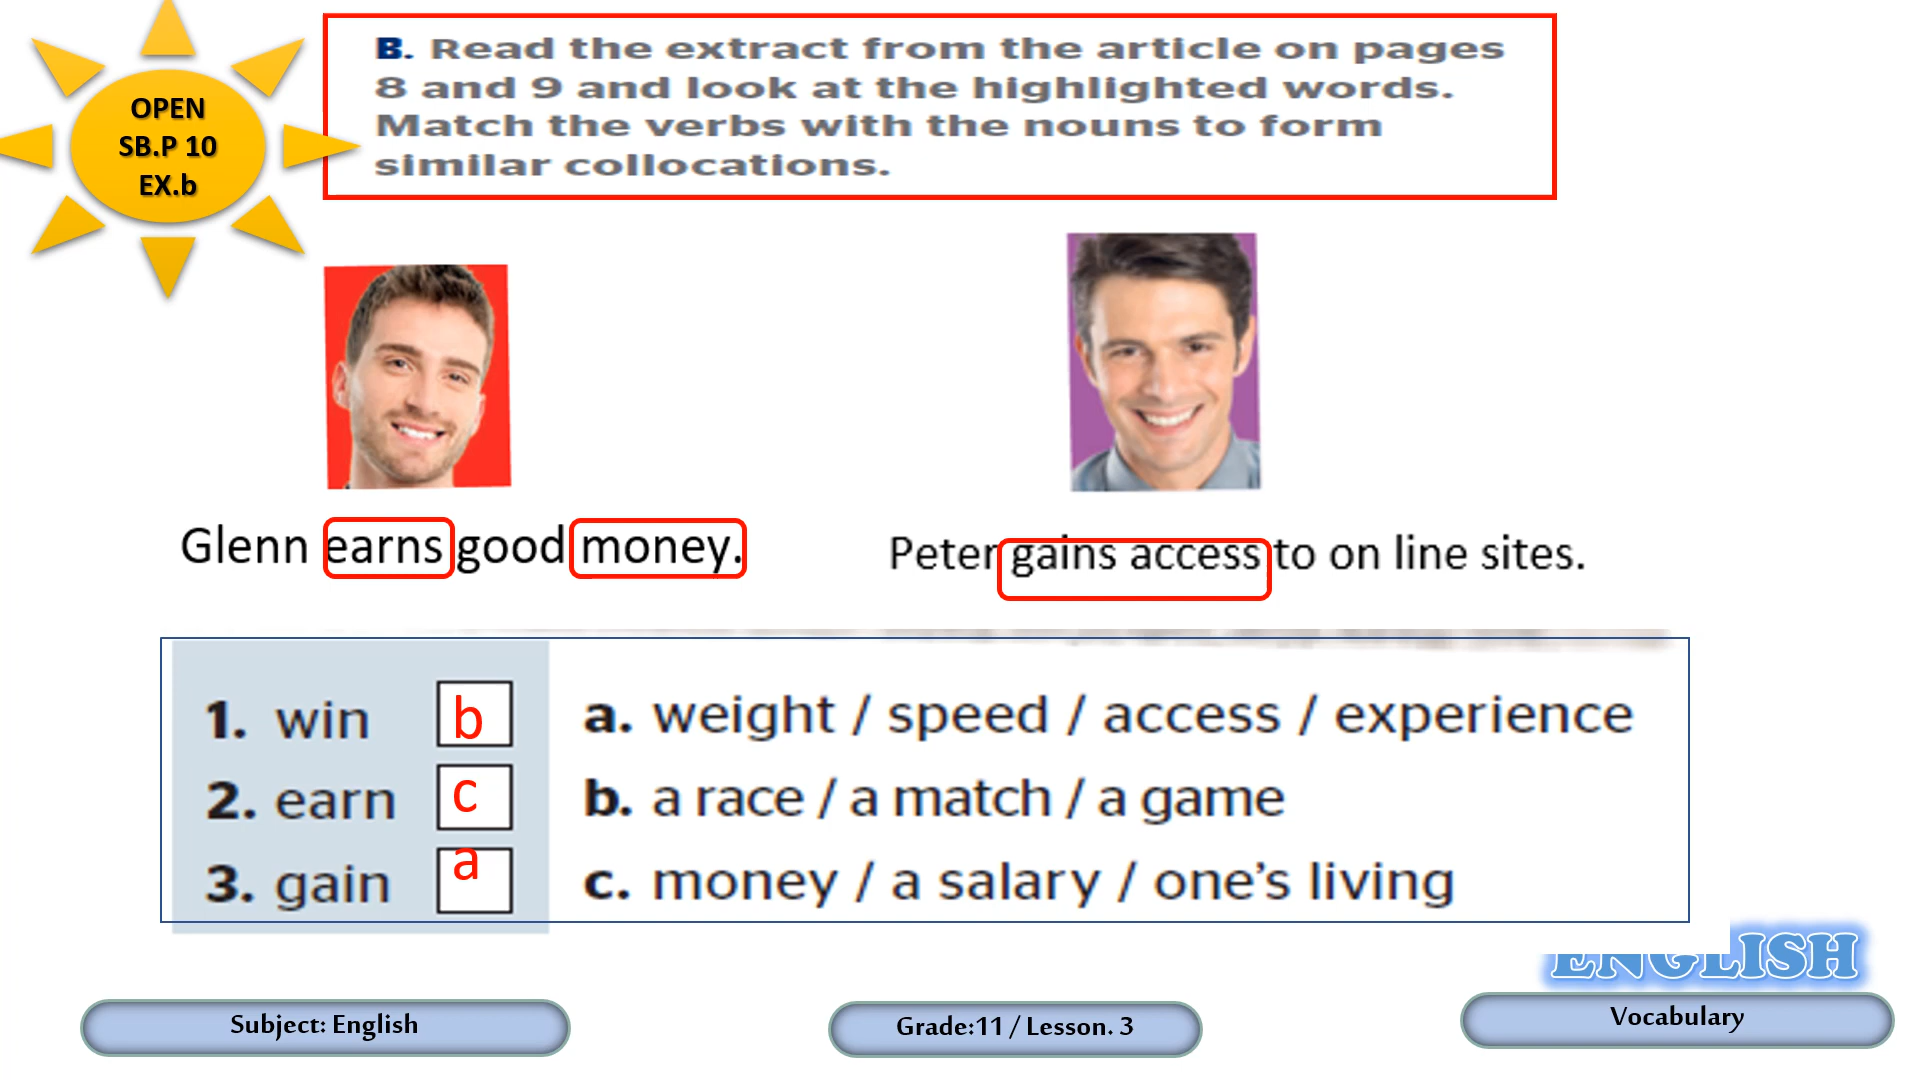 OPEN
SB.P 10
EX.b
B. Read the extract from the article on pages
8 and 9 and look at the highlighted words.
Match the verbs with the nouns to form
similar collocations.
Glenn earns good money.
Peter gains access to on line sites.
1. win b
2. earn c
3. gain a
a. weight / speed / access / experience
b. a race / a match / a game
c. money / a salary / one's living
ENGLISH
Subject: English
Grade:11 / Lesson. 3
Vocabulary